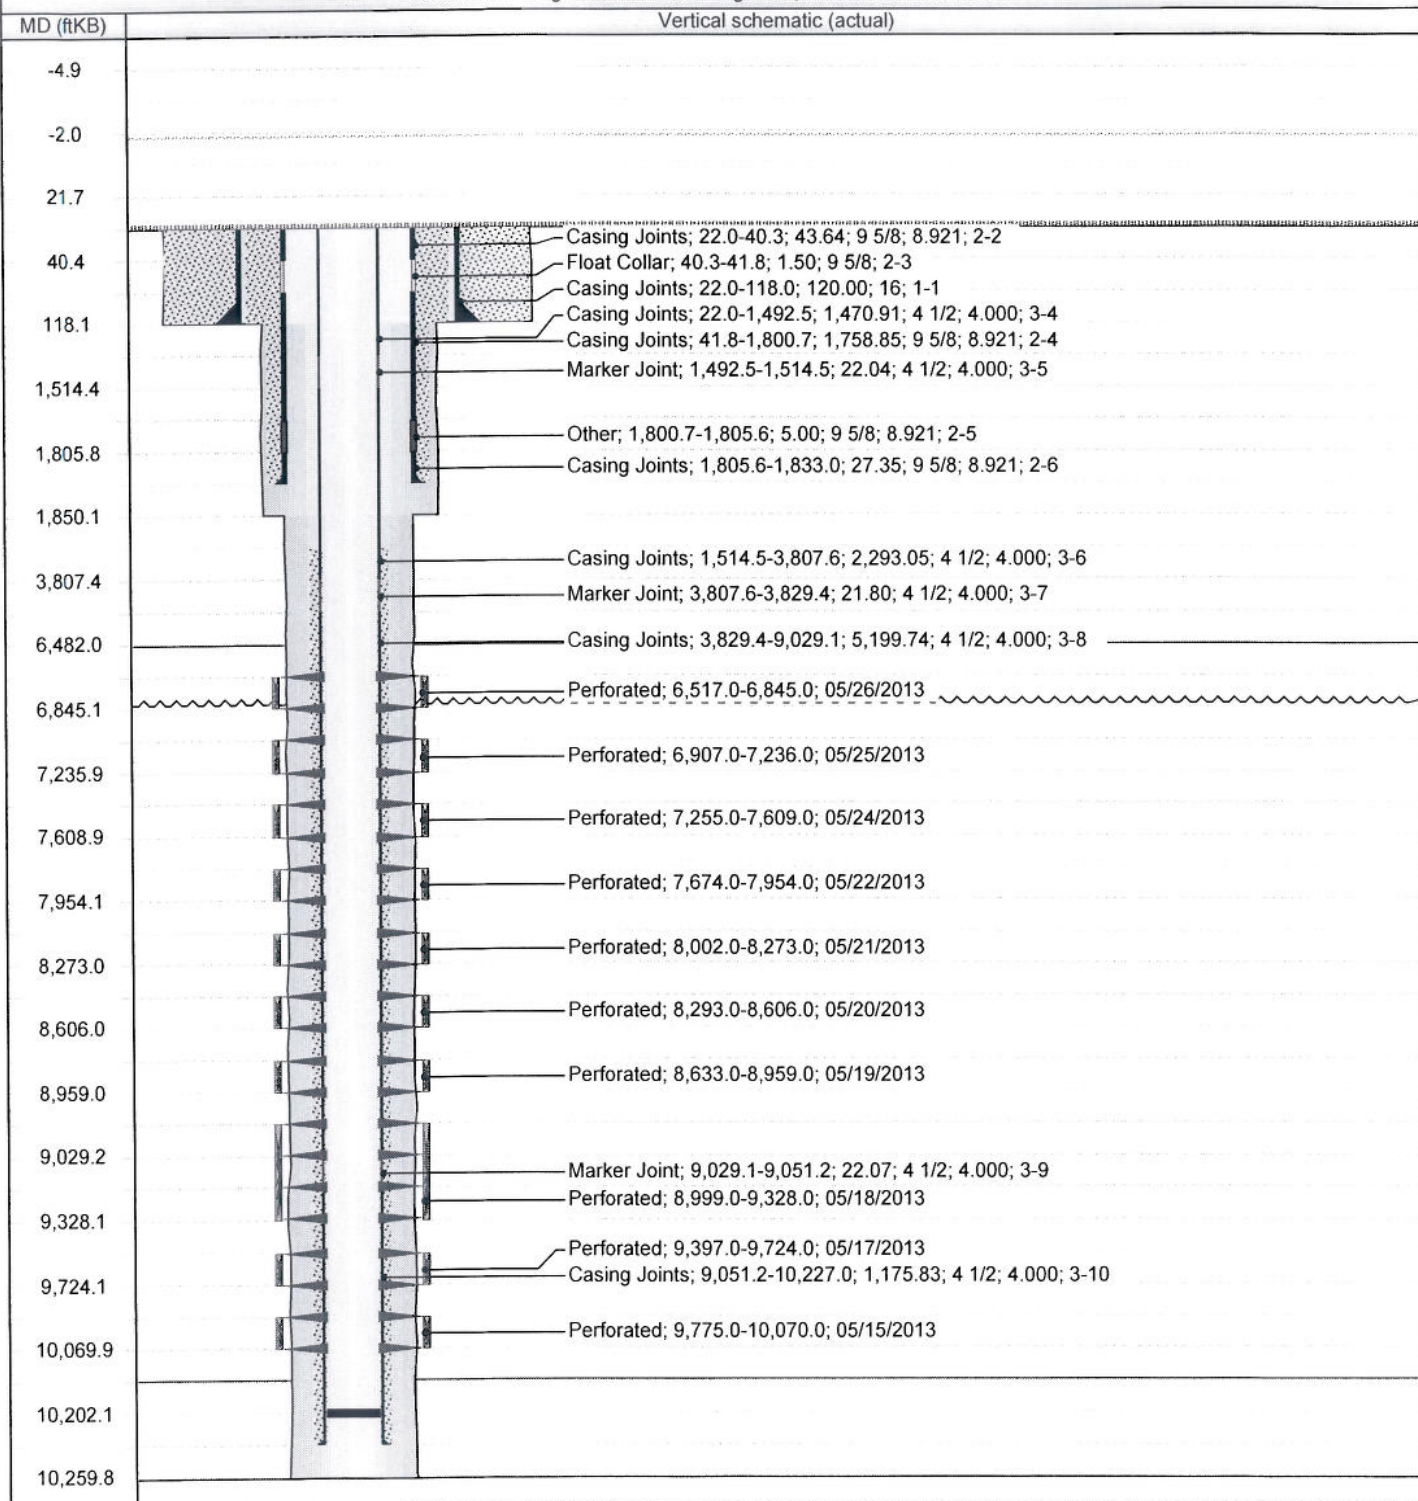 MD (ftKB)
Vertical schematic (actual)
-4.9
-2.0
21.7
Casing Joints; 22.0-40.3; 43.64; 9 5/8; 8.921; 2-2
40.4
Float Collar; 40.3-41.8; 1.50; 9 5/8; 2-3
Casing Joints; 22.0-118.0; 120.00; 16; 1-1
Casing Joints; 22.0-1,492.5; 1,470.91; 4 1/2; 4.000; 3-4
118.1
Casing Joints; 41.8-1,800.7; 1,758.85; 9 5/8; 8.921; 2-4
Marker Joint; 1,492.5-1,514.5; 22.04; 4 1/2; 4.000; 3-5
1,514.4
Other; 1,800.7-1,805.6; 5.00; 9 5/8; 8.921; 2-5
1,805.8
Casing Joints; 1,805.6-1,833.0; 27.35; 9 5/8; 8.921; 2-6
1,850.1
Casing Joints; 1,514.5-3,807.6; 2,293.05; 4 1/2; 4.000; 3-6
3,807.4
Marker Joint; 3,807.6-3,829.4; 21.80; 4 1/2; 4.000; 3-7
6,482.0
Casing Joints; 3,829.4-9,029.1; 5,199.74; 4 1/2; 4.000; 3-8
Perforated; 6,517.0-6,845.0; 05/26/2013
6,845.1
Perforated; 6,907.0-7,236.0; 05/25/2013
7,235.9
Perforated; 7,255.0-7,609.0; 05/24/2013
7,608.9
Perforated; 7,674.0-7,954.0; 05/22/2013
7,954.1
Perforated; 8,002.0-8,273.0; 05/21/2013
8,273.0
Perforated; 8,293.0-8,606.0; 05/20/2013
8,606.0
Perforated; 8,633.0-8,959.0; 05/19/2013
8,959.0
9,029.2
Marker Joint; 9,029.1-9,051.2; 22.07; 4 1/2; 4.000; 3-9
Perforated; 8,999.0-9,328.0; 05/18/2013
9,328.1
Perforated; 9,397.0-9,724.0; 05/17/2013
Casing Joints; 9,051.2-10,227.0; 1,175.83; 4 1/2; 4.000; 3-10
9,724.1
Perforated; 9,775.0-10,070.0; 05/15/2013
10,069.9
10,202.1
10,259.8